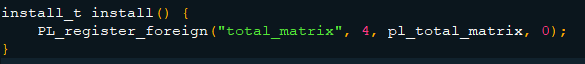 install_t install() {
    PL_register_foreign("total_matrix", 4, pl_total_matrix, 0);
}